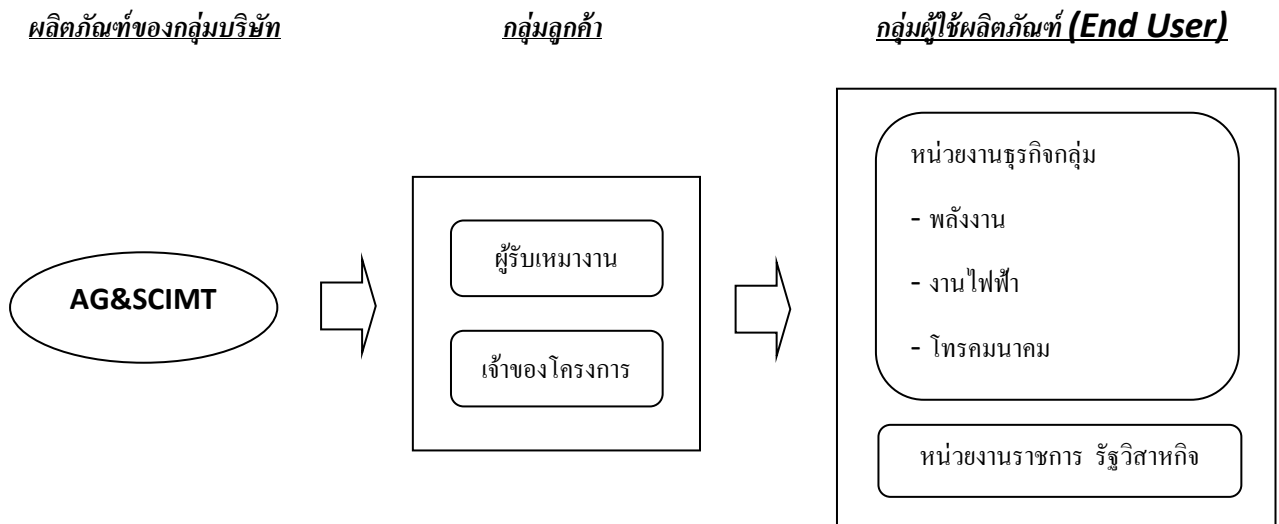 ผลิตภัณฑ์ของกลุ่มบริษัท
กลุ่มลูกค้า
กลุ่มผู้ใช้ผลิตภัณฑ์ (End User)
AG&SCIMT
ผู้รับเหมางาน
เจ้าของโครงการ
หน่วยงานธุรกิจกลุ่ม
- พลังงาน
- งานไฟฟ้า
- โทรคมนาคม
หน่วยงานราชการ รัฐวิสาหกิจ